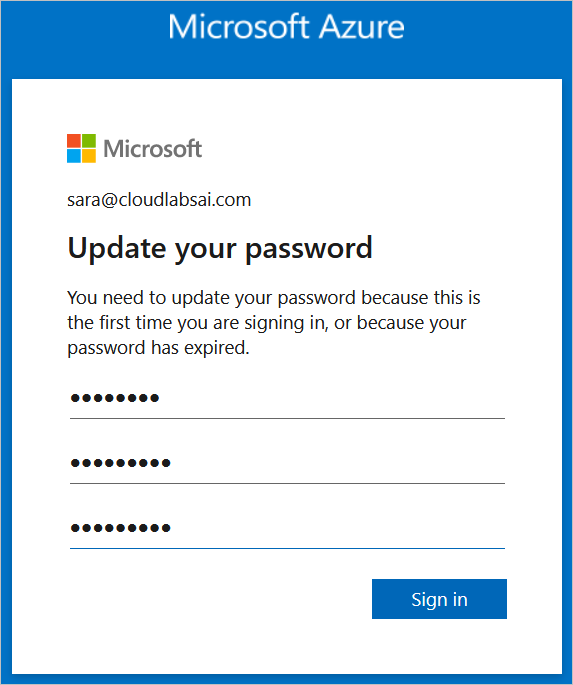 Microsoft Azure
Microsoft
sara@cloudlabsai.com
Update your password
You need to update your password because this is
the first time you are signing in, or because your
password has expired.
••••••••
•••••••••
•••••••••
Sign in